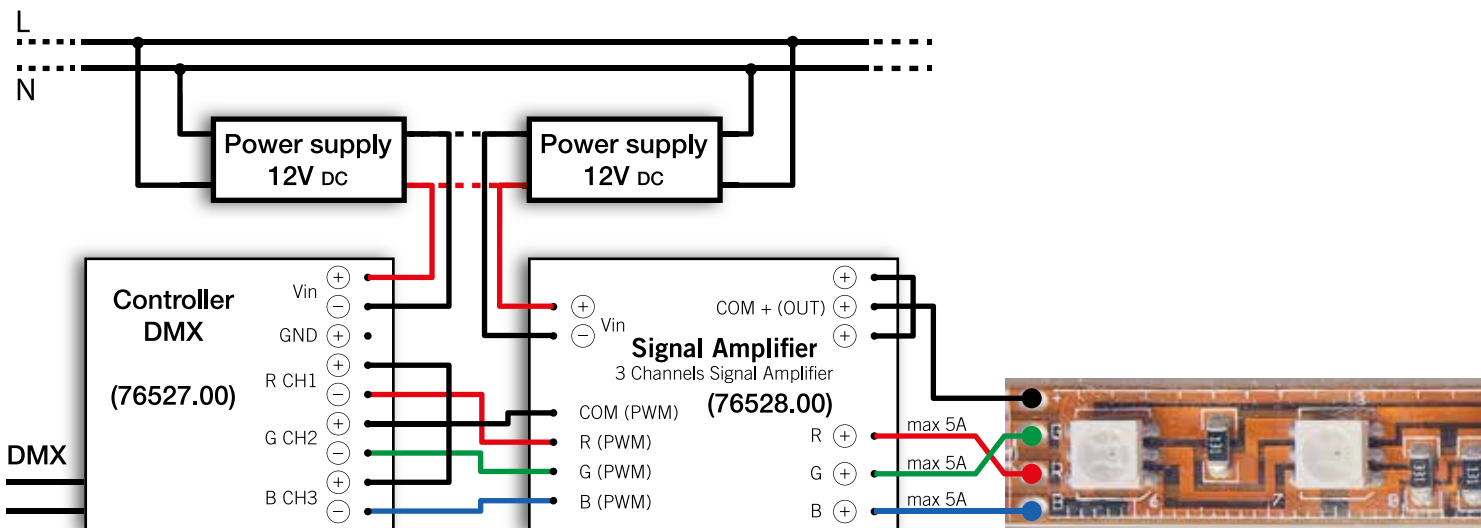 L
N
Power supply
12V DC
Power supply
12V DC
Controller
DMX
(76527.00)
DMX
Vin
+
−
GND +
R CH1
+
−
G CH2
+
−
B CH3
+
−
+
−
Vin
COM + (OUT)
+
+
+
Signal Amplifier
3 Channels Signal Amplifier
(76528.00)
COM (PWM)
R (PWM)
G (PWM)
B (PWM)
R +
G +
B +
max 5A
max 5A
max 5A
+
G
R
B
6
7